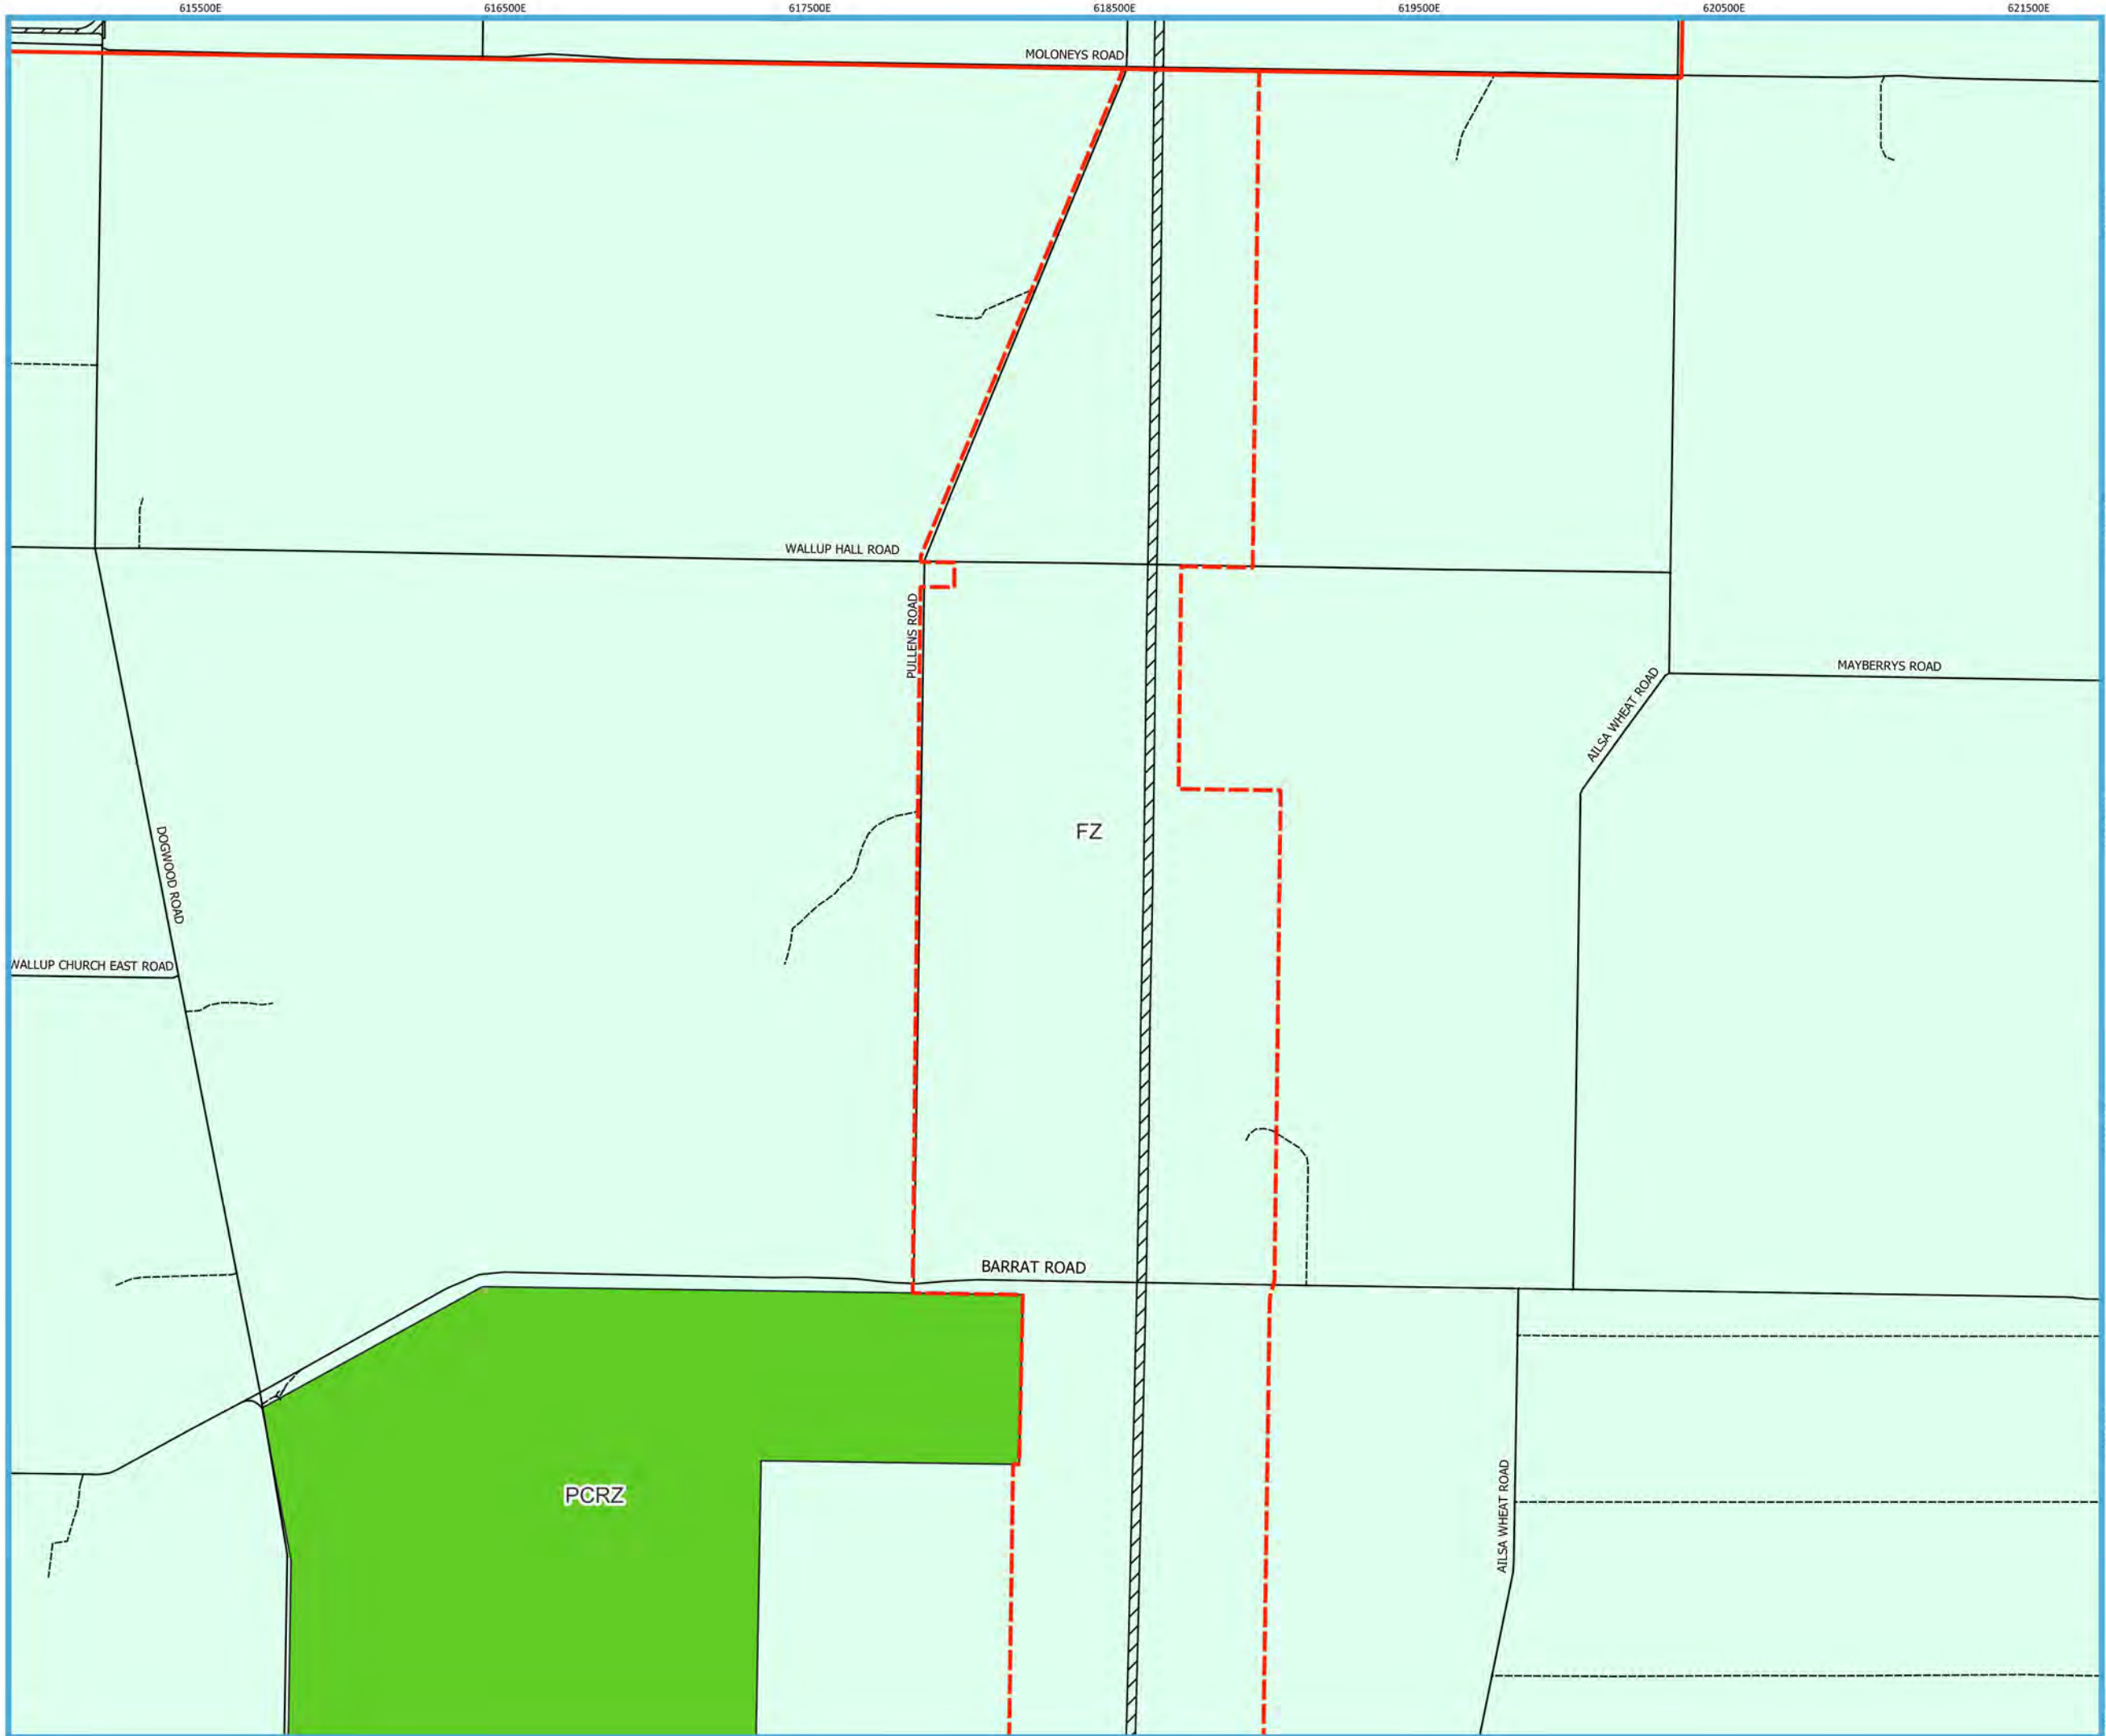 615500E 616500E 617500E 618500E 619500E 620500E 621500E
MOLONEYS ROAD
WALLUP HALL ROAD
PULLENS ROAD
MAYBERRYS ROAD
AILSA WHEAT ROAD
FZ
DOGWOOD ROAD
WALLUP CHURCH EAST ROAD
BARRAT ROAD
PCRZ
AILSA WHEAT ROAD